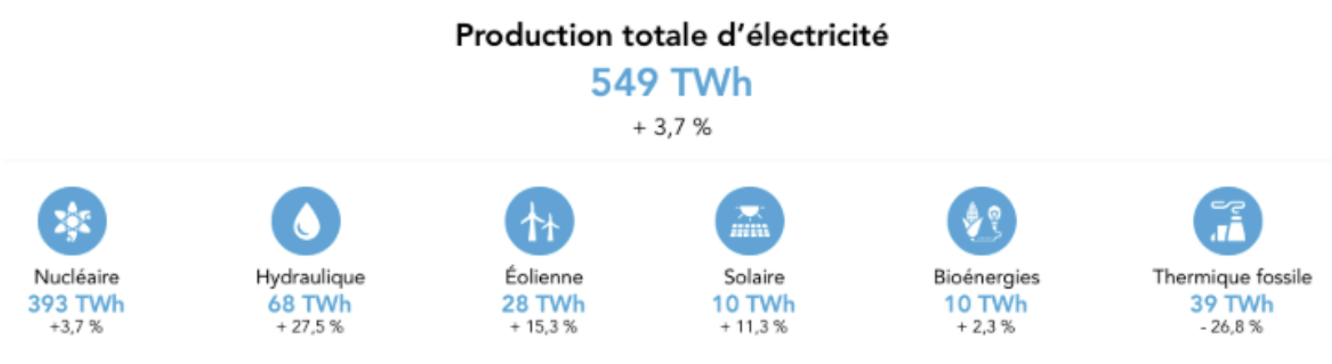 Production totale d’électricité
549 TWh
+ 3,7 %
Nucléaire
393 TWh
+3,7 %
Hydraulique
68 TWh
+ 27,5 %
Éolienne
28 TWh
+ 15,3 %
Solaire
10 TWh
+ 11,3 %
Bioénergies
10 TWh
+ 2,3 %
Thermique fossile
39 TWh
- 26,8 %